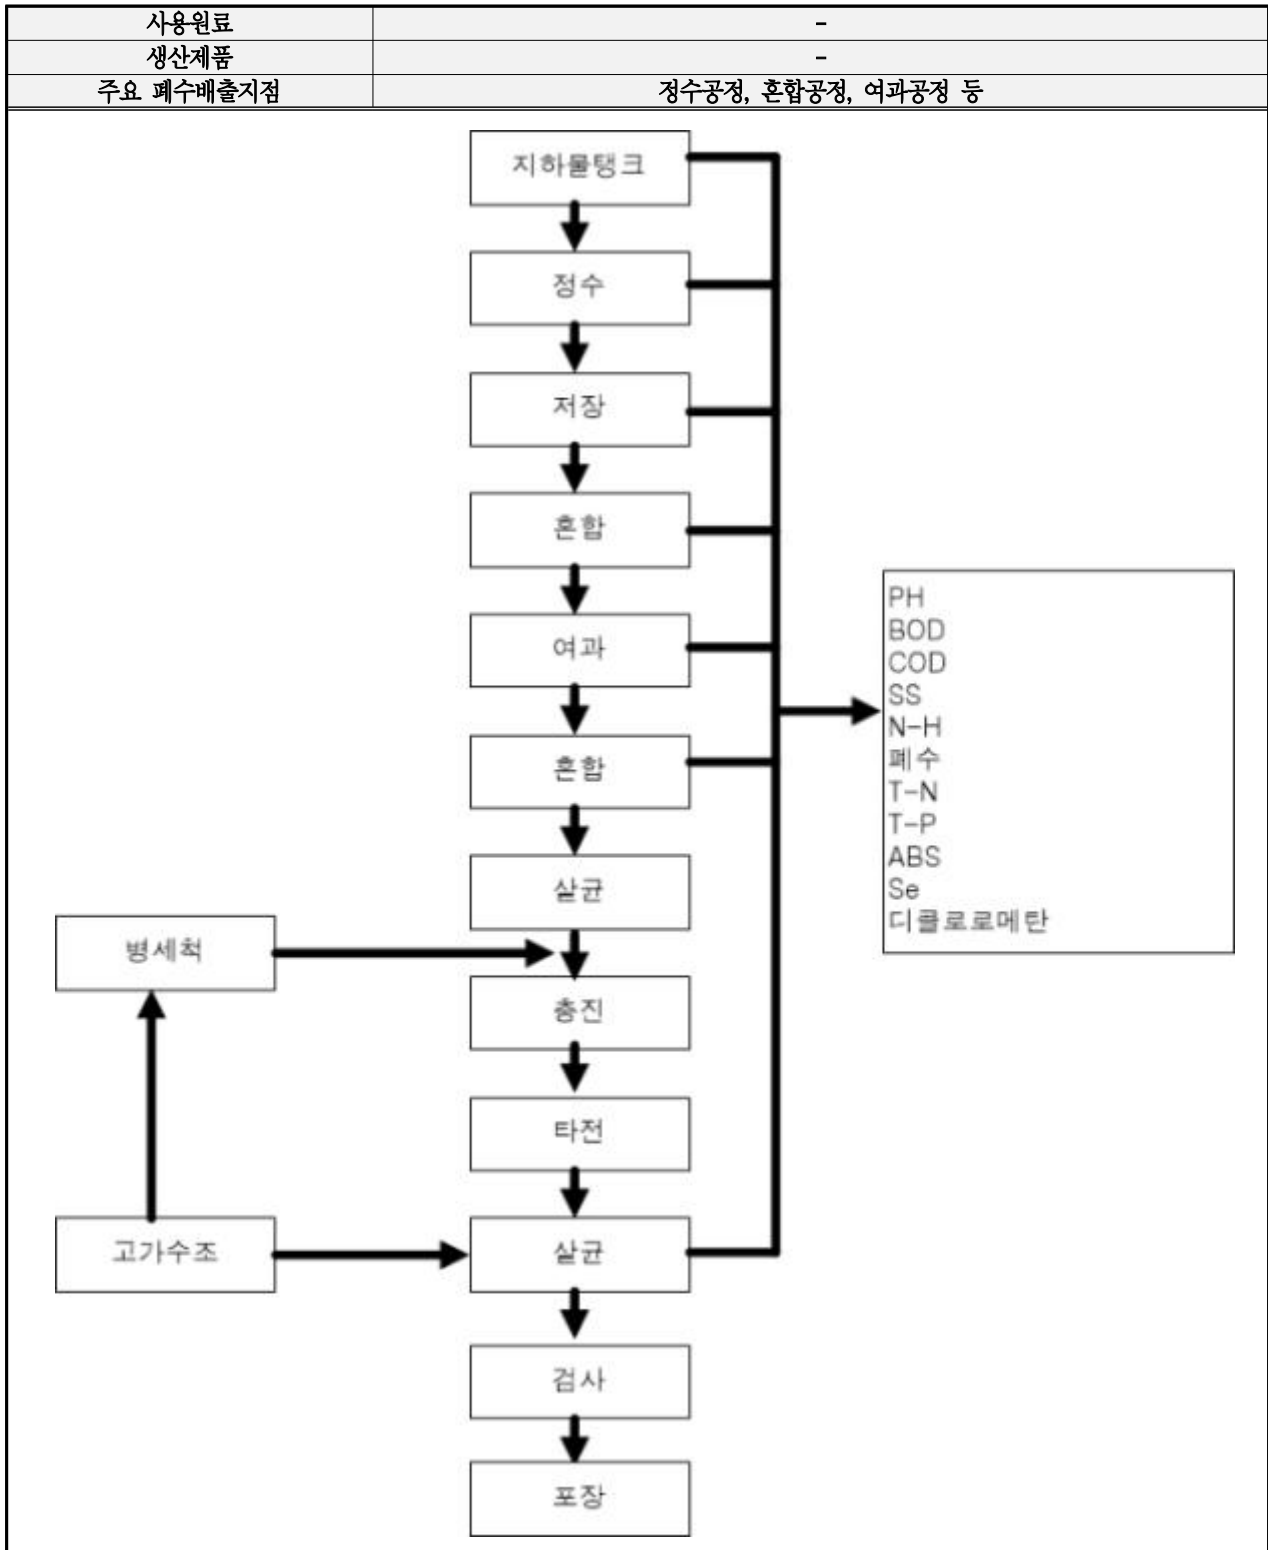 사용원료 -
생산제품 -
주요 폐수배출지점 정수공정, 혼합공정, 여과공정 등
지하물탱크
정수
저장
혼합
여과
혼합
살균
병세척
충진
타전
고가수조
살균
검사
포장
PH
BOD
COD
SS
N-H
폐수
T-N
T-P
ABS
Se
디클로로메탄